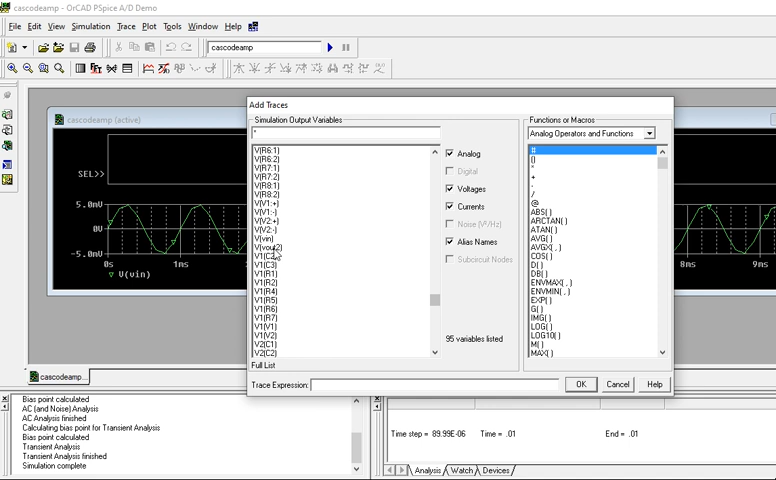 cascodeamp - OrCAD PSpice A/D Demo
File Edit View Simulation Trace Plot Tools Window Help
cascodeamp
cascodeamp (active)
SEL>>
5.0mV
0V
-5.0mV
0s 1ms 8ms 9ms
V(vin)
Add Traces
Simulation Output Variables
*
V(R6:1)
V(R6:2)
V(R7:1)
V(R7:2)
V(R8:1)
V(R8:2)
V(V1:+)
V(V1:-)
V(V2:+)
V(V2:-)
V(vin)
V(vout2)
V1(C2)
V1(C3)
V1(R1)
V1(R2)
V1(R4)
V1(R5)
V1(R6)
V1(R7)
V1(V1)
V1(V2)
V2(C1)
V2(C2)
Full List
Analog
Digital
Voltages
Currents
Noise (V²/Hz)
Alias Names
Subcircuit Nodes
95 variables listed
Functions or Macros
Analog Operators and Functions
#
()
*
+
-
/
@
ABS()
ARCTAN()
ATAN()
AVG()
AVGX(,)
COS()
D()
DB()
ENVMAX(,)
ENVMIN(,)
EXP()
G()
IMG()
LOG()
LOG10()
M()
MAX()
Trace Expression:
OK Cancel Help
cascodeamp...
Bias point calculated
AC (and Noise) Analysis
AC Analysis finished
Calculating bias point for Transient Analysis
Bias point calculated
Transient Analysis
Transient Analysis finished
Simulation complete
Time step = 89.99E-06 Time = .01 End = .01
Analysis Watch Devices